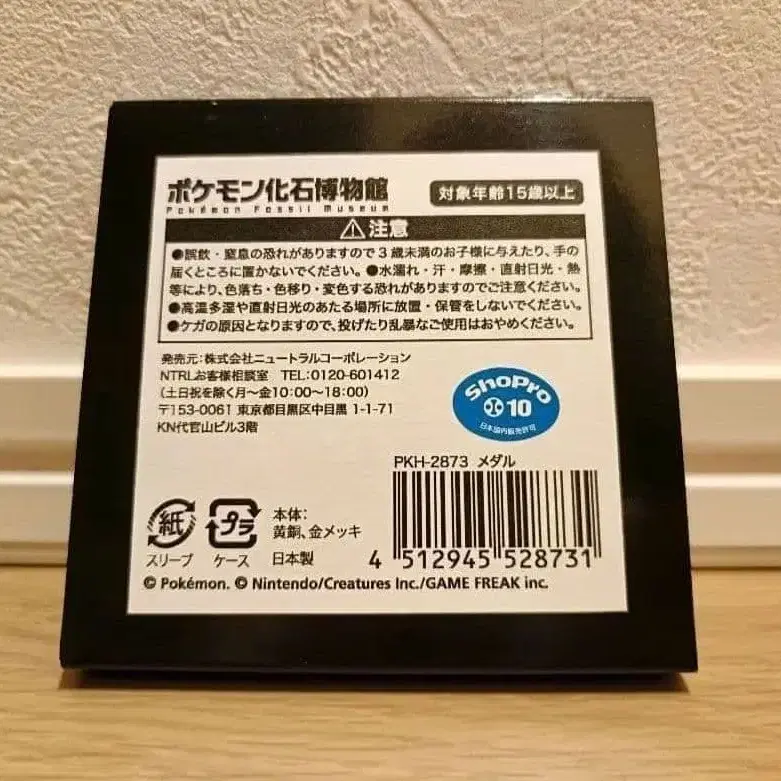 ポケモン化石博物館
Pokémon Fossil Museum
対象年齢15歳以上
⚠注意
●誤飲・窒息の恐れがありますので3歳未満のお子様に与えたり、手の
届くところに置かないでください。●水濡れ・汗・摩擦・直射日光・熱
等により、色落ち・色移り・変色する恐れがありますのでご注意ください。
●高温多湿や直射日光のあたる場所に放置・保管をしないでください。
●ケガの原因となりますので、投げたり乱暴なご使用はおやめください。
発売元:株式会社ニュートラルコーポレーション
NTRLお客様相談室 TEL:0120-601412
(土日祝を除く月～金10:00～18:00)
〒153-0061 東京都目黒区中目黒1-1-71
KN代官山ビル3階
ShoPro
10
日本国内販売許可
PKH-2873 メダル
紙
スリーブ
プラ
ケース
本体:
黄銅、金メッキ
日本製
4 512945 528731
© Pokémon. © Nintendo/Creatures Inc./GAME FREAK inc.